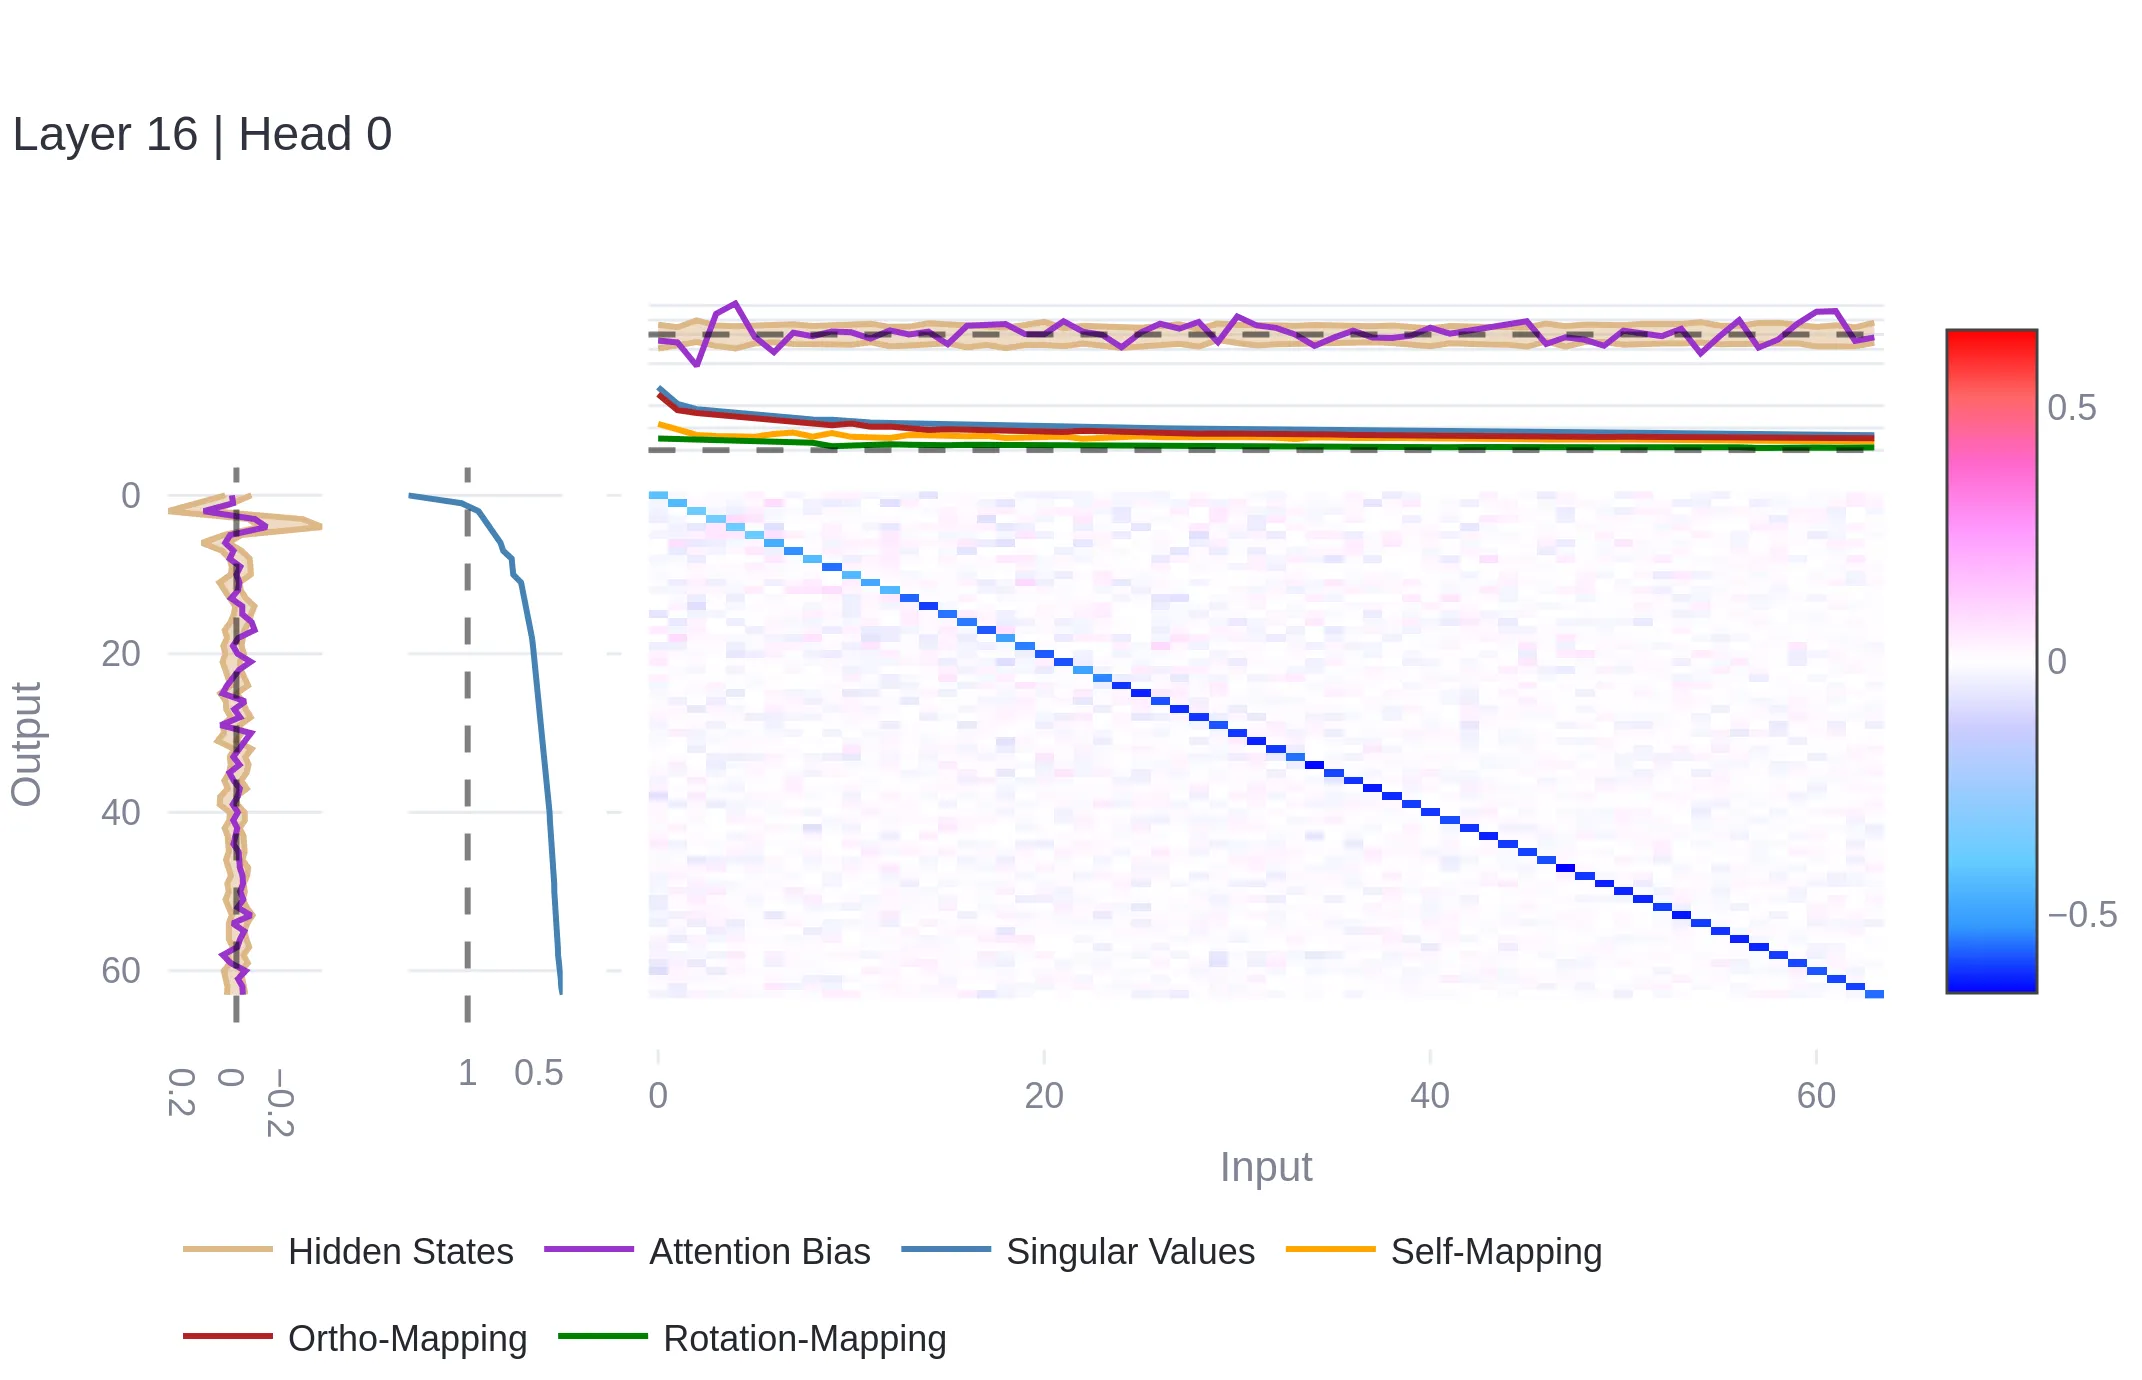 Layer 16 | Head 0
0.5
0
−0.5
0
20
40
60
Output
0.2
0
−0.2
1
0.5
0
20
40
60
Input
Hidden States
Attention Bias
Singular Values
Self-Mapping
Ortho-Mapping
Rotation-Mapping